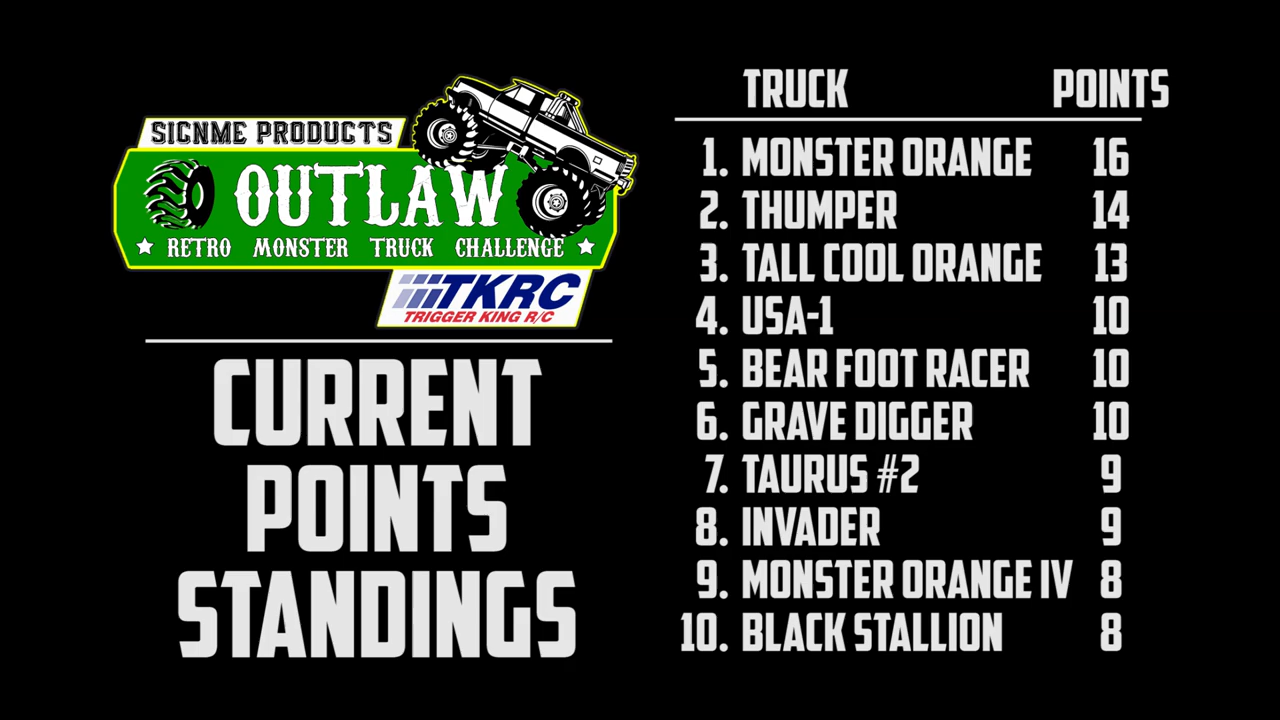 SICNME PRODUCTS
OUTLAW
RETRO MONSTER TRUCK CHALLENGE
TKRC
TRIGGER KING R/C
CURRENT
POINTS
STANDINGS
TRUCK POINTS
1. MONSTER ORANGE 16
2. THUMPER 14
3. TALL COOL ORANGE 13
4. USA-1 10
5. BEAR FOOT RACER 10
6. GRAVE DIGGER 10
7. TAURUS #2 9
8. INVADER 9
9. MONSTER ORANGE IV 8
10. BLACK STALLION 8